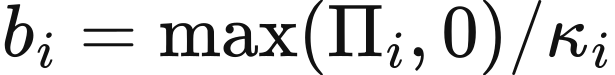 b_i = max(Π_i, 0)/κ_i